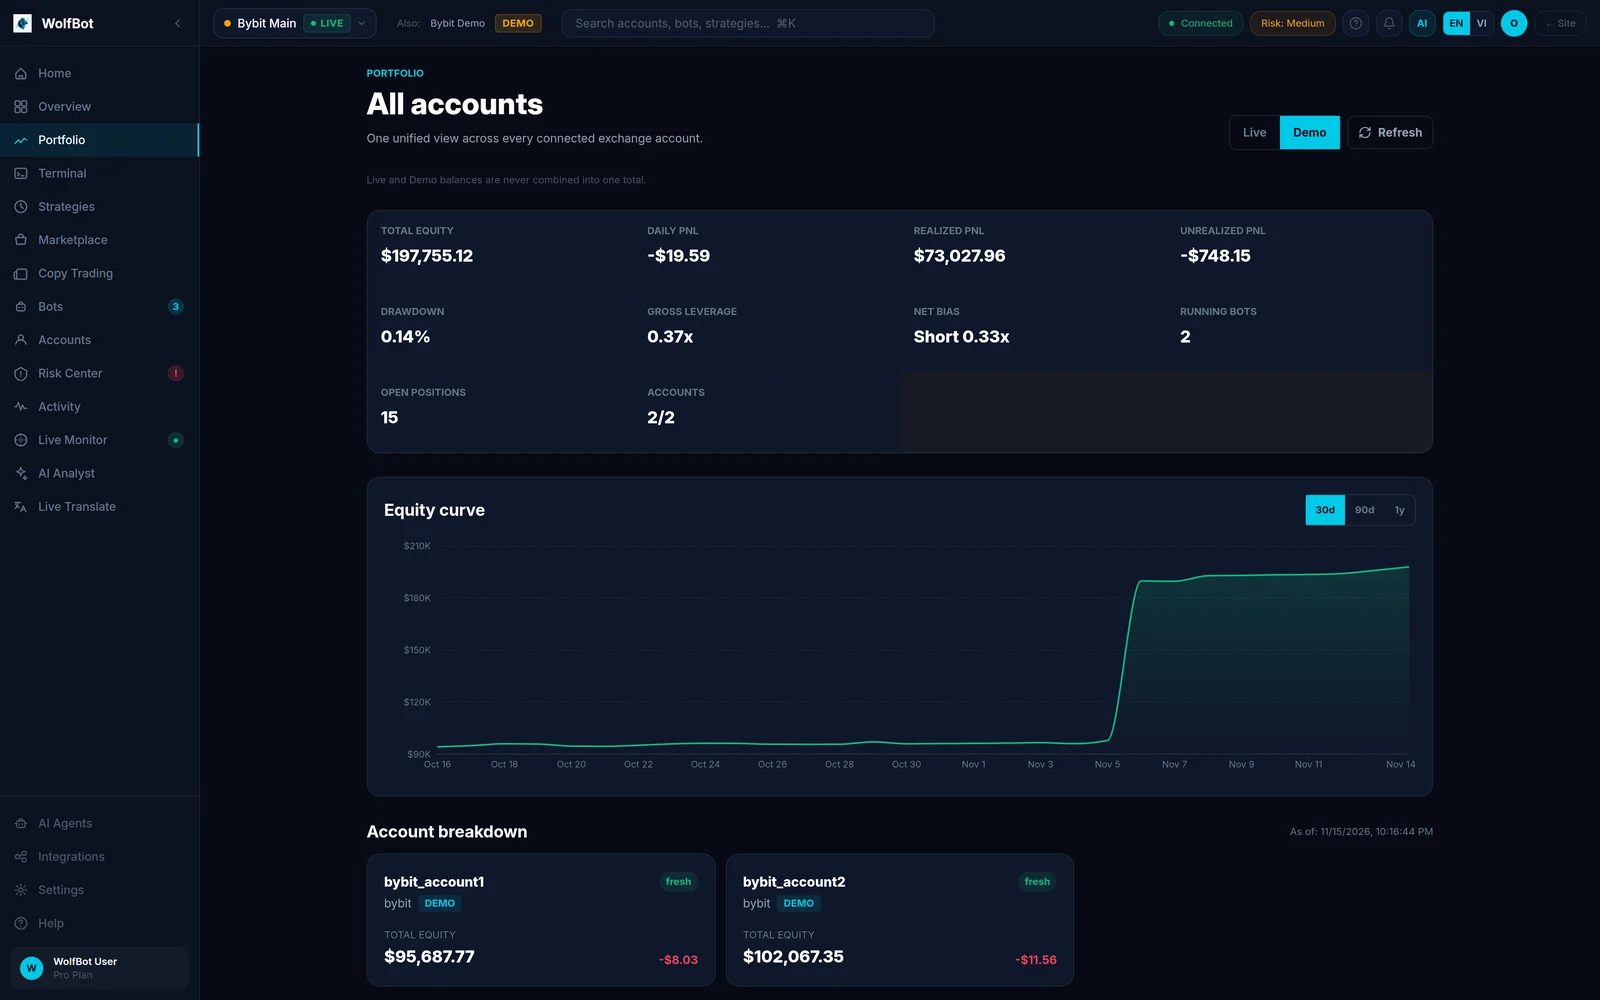 WolfBot
Bybit Main
LIVE
Also: Bybit Demo DEMO
Search accounts, bots, strategies... ⌘K
Connected
Risk: Medium
AI
EN VI
O
← Site
Home
Overview
Portfolio
Terminal
Strategies
Marketplace
Copy Trading
Bots 3
Accounts
Risk Center !
Activity
Live Monitor
AI Analyst
Live Translate
AI Agents
Integrations
Settings
Help
W
WolfBot User
Pro Plan
PORTFOLIO
All accounts
One unified view across every connected exchange account.
Live Demo Refresh
Live and Demo balances are never combined into one total.
TOTAL EQUITY
$197,755.12
DAILY PNL
-$19.59
REALIZED PNL
$73,027.96
UNREALIZED PNL
-$748.15
DRAWDOWN
0.14%
GROSS LEVERAGE
0.37x
NET BIAS
Short 0.33x
RUNNING BOTS
2
OPEN POSITIONS
15
ACCOUNTS
2/2
Equity curve
30d 90d 1y
$210K
$180K
$150K
$120K
$90K
Oct 16 Oct 18 Oct 20 Oct 22 Oct 24 Oct 26 Oct 28 Oct 30 Nov 1 Nov 3 Nov 5 Nov 7 Nov 9 Nov 11 Nov 14
Account breakdown
As of: 11/15/2026, 10:16:44 PM
bybit_account1 fresh
bybit DEMO
TOTAL EQUITY
$95,687.77 -$8.03
bybit_account2 fresh
bybit DEMO
TOTAL EQUITY
$102,067.35 -$11.56